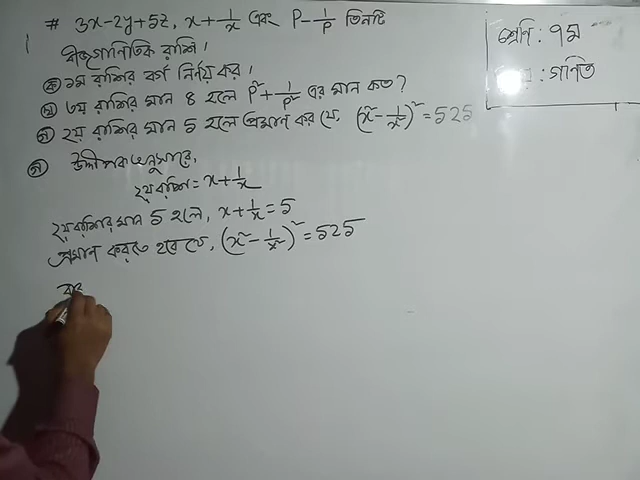 # 3x-2y+5z, x+1/x এবং P-1/P তিনটি
বীজগাণিতিক রাশি।
ক) ১ম রাশির বর্গ নির্ণয় কর।
খ) ৩য় রাশির মান 4 হলে P²+1/P² এর মান কত?
গ) ২য় রাশির মান 5 হলে প্রমাণ কর যে, (x²-1/x²)²=525
শ্রেণি: ৭ম
: গণিত
গ) উদ্দীপক অনুসারে,
২য় রাশি = x+1/x
২য় রাশির মান 5 হলে, x+1/x=5
প্রমাণ করতে হবে যে, (x²-1/x²)²=525